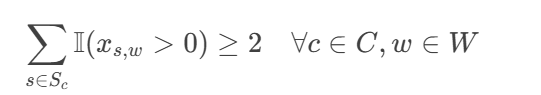 ∑_{s∈S_c} 𝕀(x_{s,w} > 0) ≥ 2 ∀c ∈ C, w ∈ W